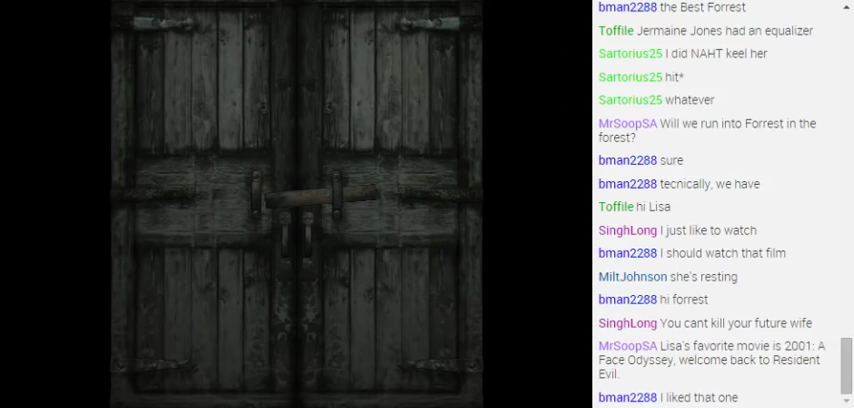 bman2288 the Best Forrest
Toffile Jermaine Jones had an equalizer
Sartorius25 I did NAHT keel her
Sartorius25 hit*
Sartorius25 whatever
MrSoopSA Will we run into Forrest in the
forest?
bman2288 sure
bman2288 tecnically, we have
Toffile hi Lisa
SinghLong I just like to watch
bman2288 I should watch that film
MiltJohnson she's resting
bman2288 hi forrest
SinghLong You cant kill your future wife
MrSoopSA Lisa's favorite movie is 2001: A
Face Odyssey, welcome back to Resident
Evil.
bman2288 I liked that one